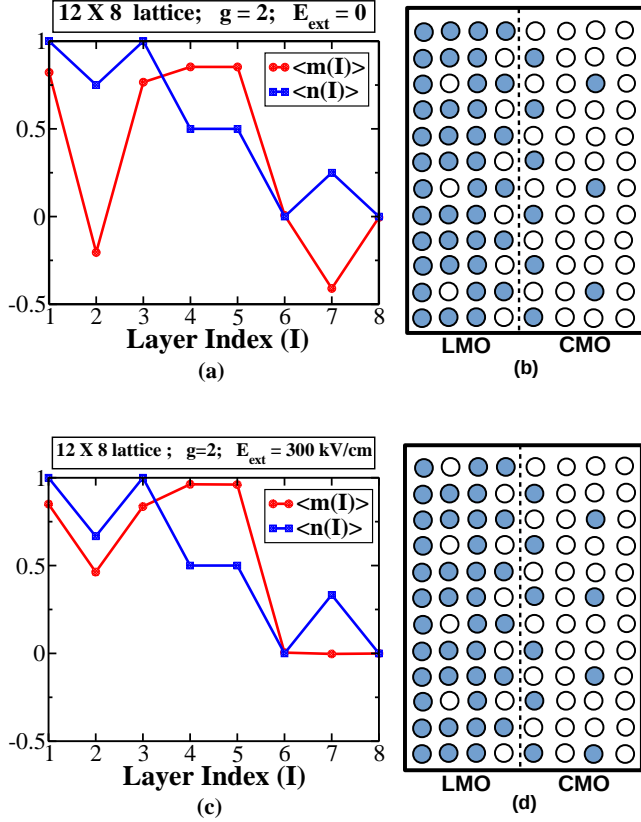 12 X 8 lattice; g = 2; E_ext = 0
1
0.5
0
-0.5
<m(I)>
<n(I)>
1 2 3 4 5 6 7 8
Layer Index (I)
(a)
LMO CMO
(b)
12 X 8 lattice ; g=2; E_ext = 300 kV/cm
1
0.5
0
-0.5
<m(I)>
<n(I)>
1 2 3 4 5 6 7 8
Layer Index (I)
(c)
LMO CMO
(d)